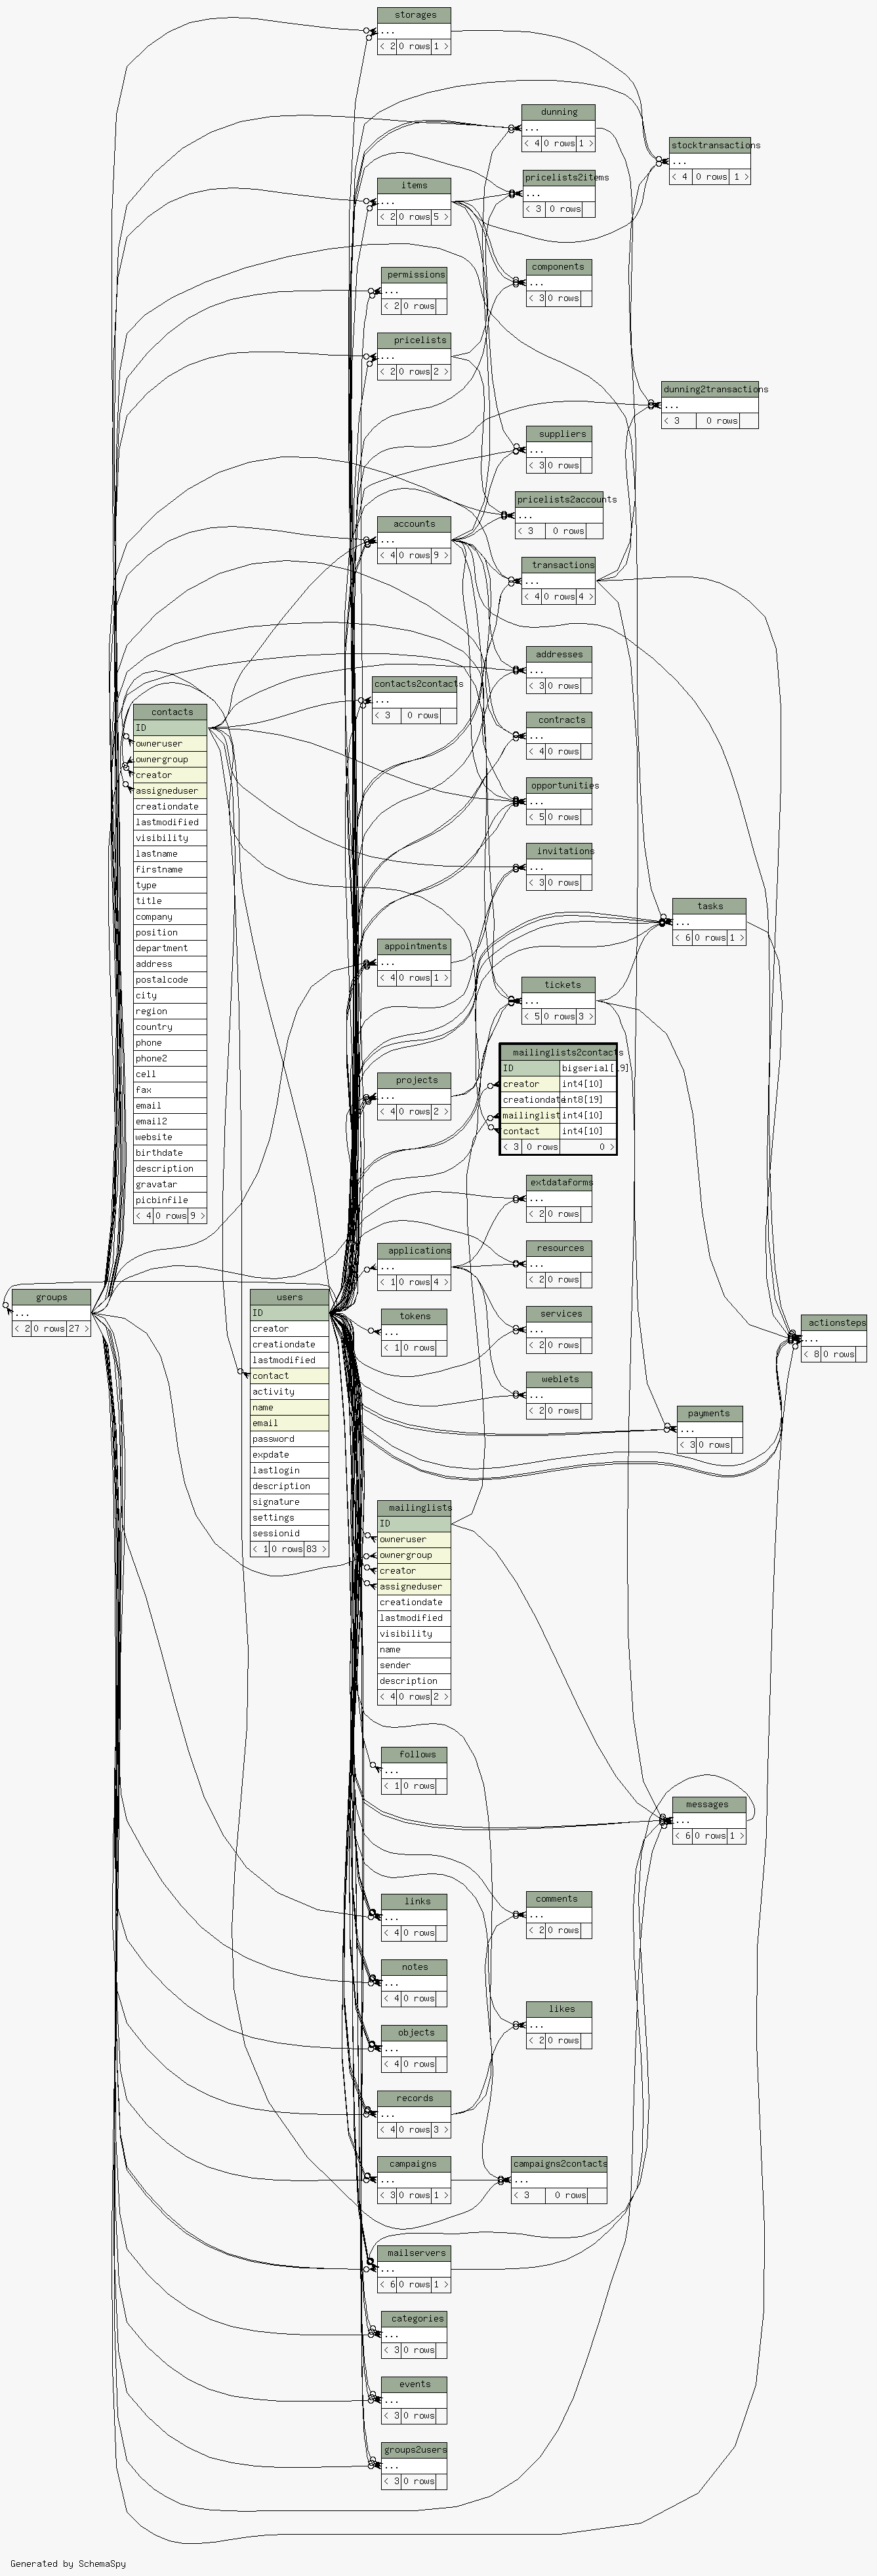 storages
...
< 2 0 rows 1 >
dunning
...
< 4 0 rows 1 >
stocktransactions
...
< 4 0 rows 1 >
pricelists2items
...
< 3 0 rows
items
...
< 2 0 rows 5 >
components
...
< 3 0 rows
permissions
...
< 2 0 rows
pricelists
...
< 2 0 rows 2 >
dunning2transactions
...
< 3 0 rows
suppliers
...
< 3 0 rows
pricelists2accounts
...
< 3 0 rows
accounts
...
< 4 0 rows 9 >
transactions
...
< 4 0 rows 4 >
addresses
...
< 3 0 rows
contacts2contacts
...
< 3 0 rows
contacts
ID
owneruser
ownergroup
creator
assigneduser
creationdate
lastmodified
visibility
lastname
firstname
type
title
company
position
department
address
postalcode
city
region
country
phone
phone2
cell
fax
email
email2
website
birthdate
description
gravatar
picbinfile
< 4 0 rows 9 >
contracts
...
< 4 0 rows
opportunities
...
< 5 0 rows
invitations
...
< 3 0 rows
tasks
...
< 6 0 rows 1 >
appointments
...
< 4 0 rows 1 >
tickets
...
< 5 0 rows 3 >
mailinglists2contacts
ID bigserial[19]
creator int4[10]
creationdate int8[19]
mailinglist int4[10]
contact int4[10]
< 3 0 rows 0 >
projects
...
< 4 0 rows 2 >
extdataforms
...
< 2 0 rows
resources
...
< 2 0 rows
applications
...
< 1 0 rows 4 >
groups
...
< 2 0 rows 27 >
users
ID
creator
creationdate
lastmodified
contact
activity
name
email
password
expdate
lastlogin
description
signature
settings
sessionid
< 1 0 rows 83 >
tokens
...
< 1 0 rows
services
...
< 2 0 rows
actionsteps
...
< 8 0 rows
weblets
...
< 2 0 rows
payments
...
< 3 0 rows
mailinglists
ID
owneruser
ownergroup
creator
assigneduser
creationdate
lastmodified
visibility
name
sender
description
< 4 0 rows 2 >
follows
...
< 1 0 rows
messages
...
< 6 0 rows 1 >
links
...
< 4 0 rows
comments
...
< 2 0 rows
notes
...
< 4 0 rows
likes
...
< 2 0 rows
objects
...
< 4 0 rows
records
...
< 4 0 rows 3 >
campaigns
...
< 3 0 rows 1 >
campaigns2contacts
...
< 3 0 rows
mailservers
...
< 6 0 rows 1 >
categories
...
< 3 0 rows
events
...
< 3 0 rows
groups2users
...
< 3 0 rows
Generated by SchemaSpy